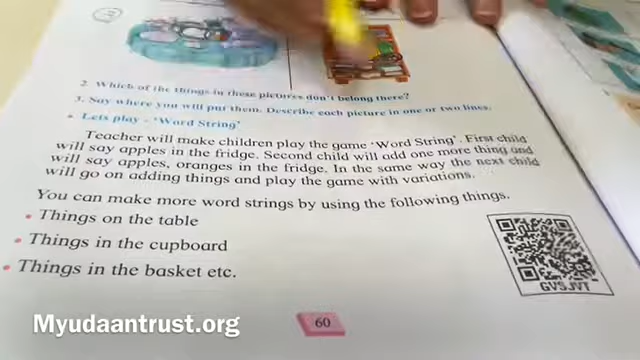 2. Which of the things in these pictures don't belong there?
3. Say where you will put them. Describe each picture in one or two lines.
• Lets play - 'Word String'
Teacher will make children play the game 'Word String'. First child
will say apples in the fridge. Second child will add one more thing and
will say apples, oranges in the fridge. In the same way the next child
will go on adding things and play the game with variations.
You can make more word strings by using the following things.
• Things on the table
• Things in the cupboard
• Things in the basket etc.
GVSJVT
Myudaantrust.org
60